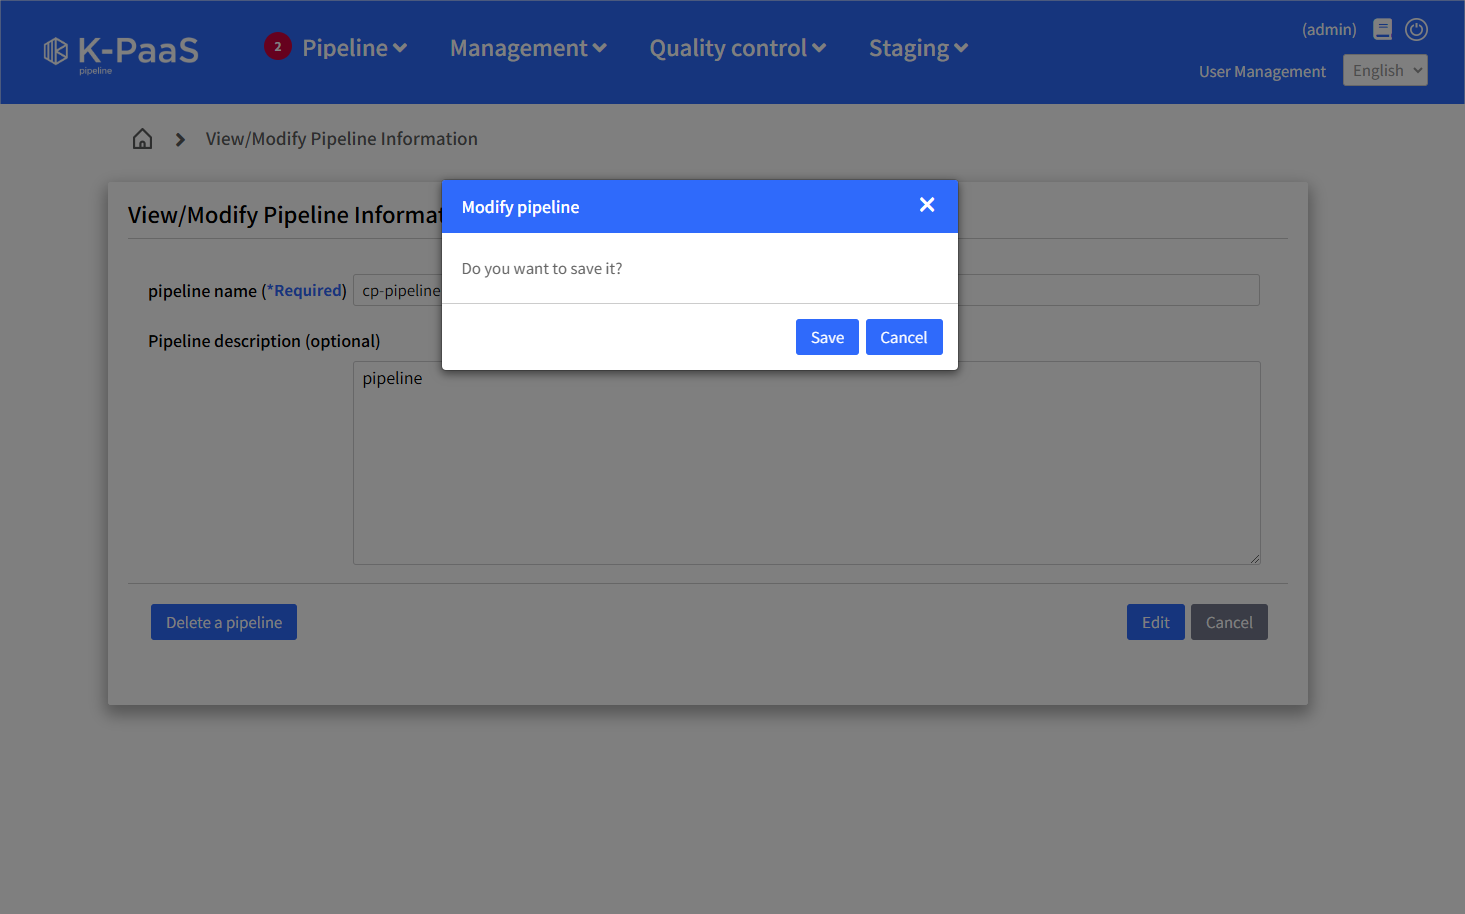 K-PaaS
pipeline
2 Pipeline
Management
Quality control
Staging
(admin)
User Management
English
View/Modify Pipeline Information
View/Modify Pipeline Informat
Modify pipeline
Do you want to save it?
Save
Cancel
pipeline name (*Required)
cp-pipeline
Pipeline description (optional)
pipeline
Delete a pipeline
Edit
Cancel